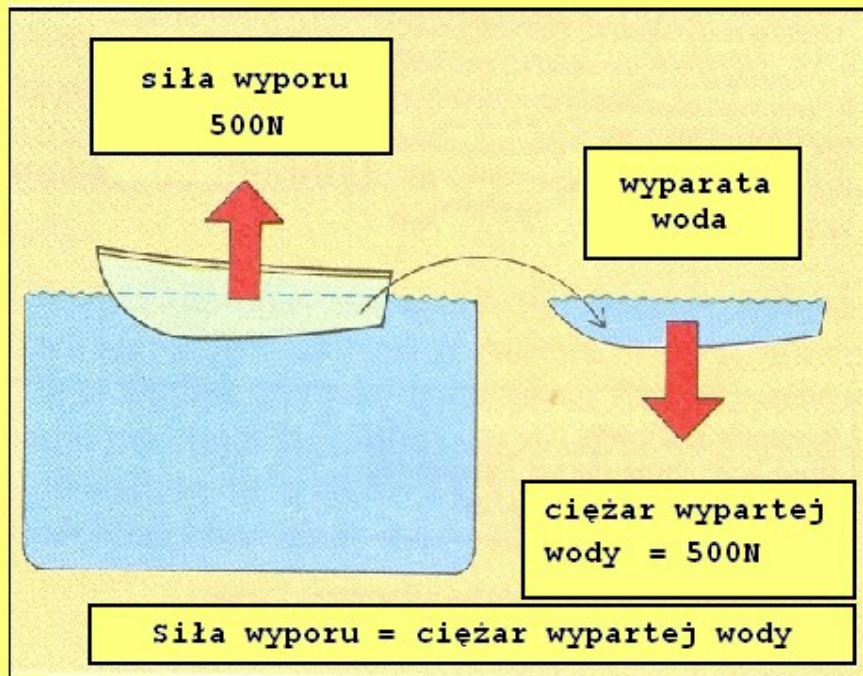 siła wyporu
500N
wyparata
woda
ciężar wypartej
wody = 500N
Siła wyporu = ciężar wypartej wody